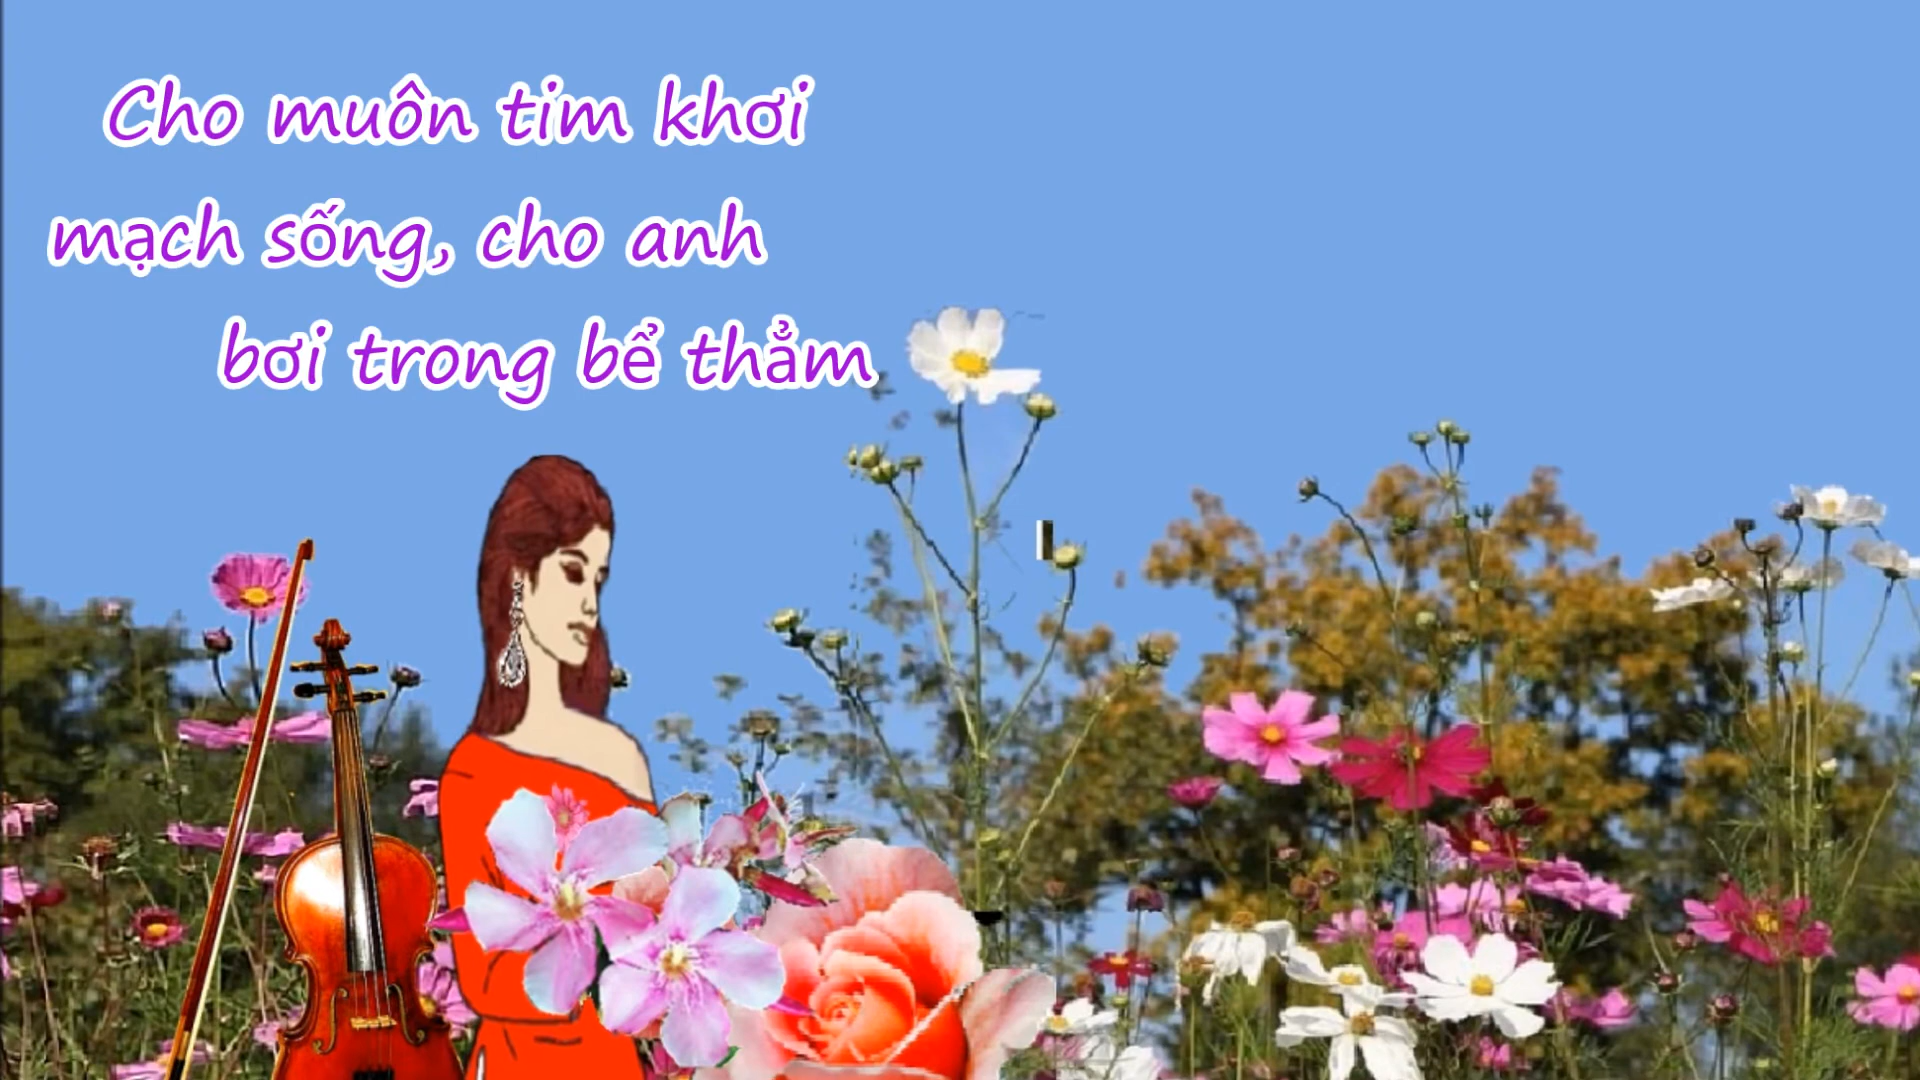 Cho muôn tim khơi
mạch sống, cho anh
bơi trong bể thẳm